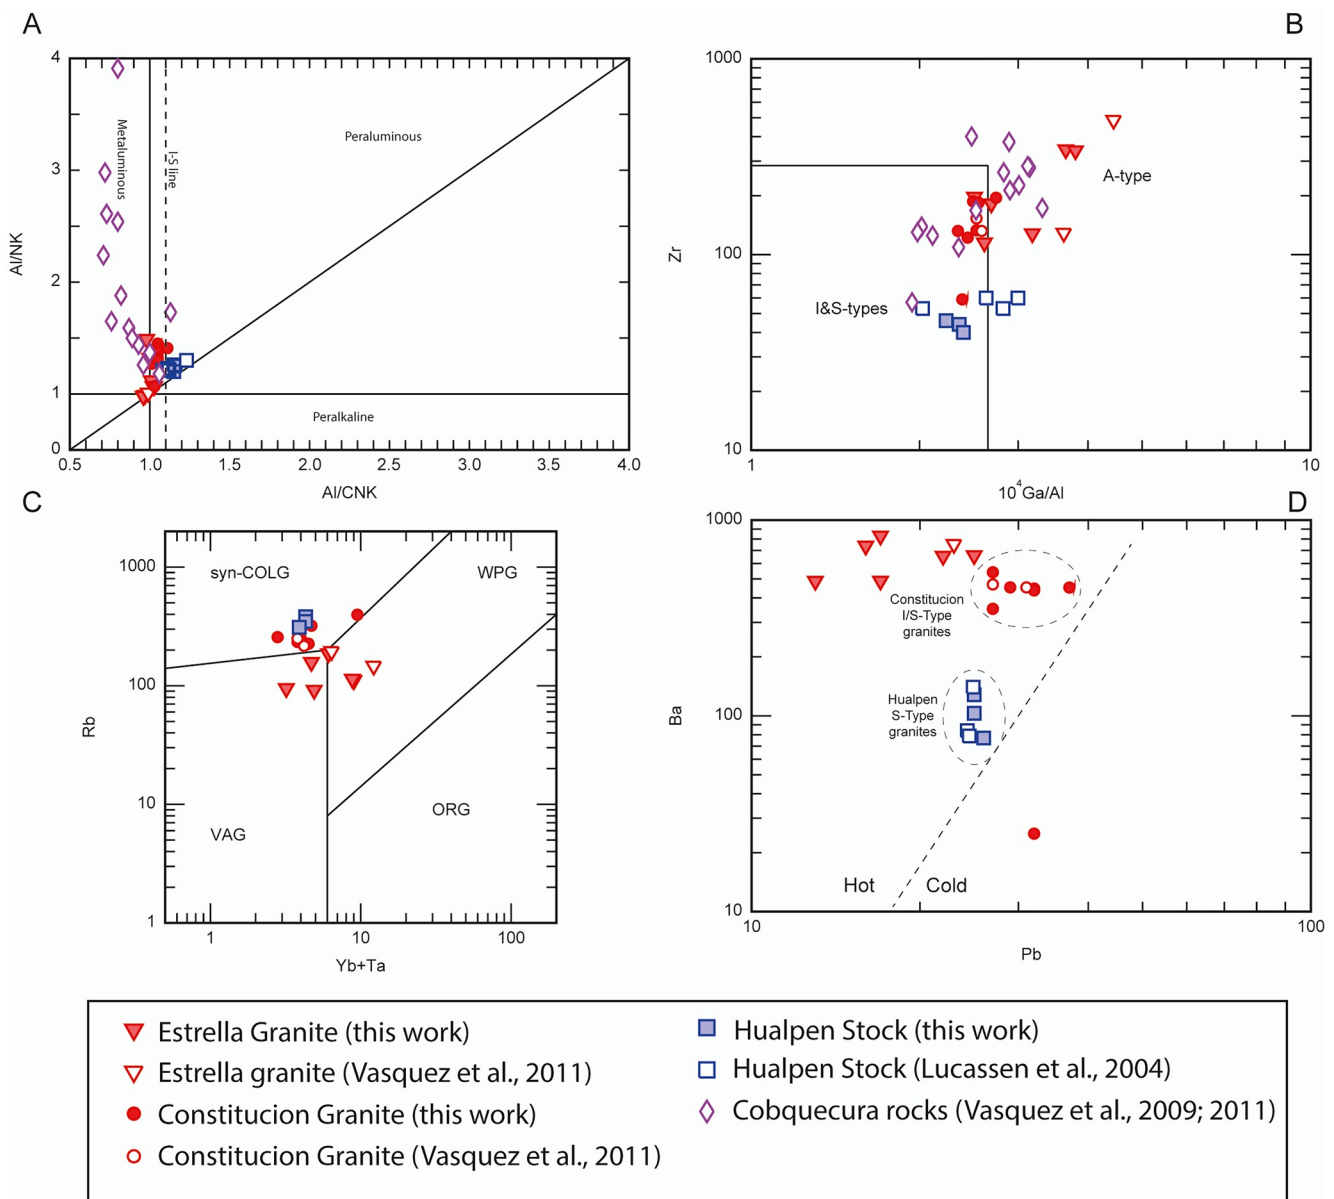 A
4
3
2
1
0
Al/NK
Metaluminous
I-S line
Peraluminous
Peralkaline
0.5
1.0
1.5
2.0
2.5
3.0
3.5
4.0
Al/CNK
B
1000
100
10
Zr
A-type
I&S-types
1
10
10⁴Ga/Al
C
1000
100
10
1
Rb
syn-COLG
WPG
VAG
ORG
1
10
100
Yb+Ta
D
1000
100
10
Ba
Constitucion
I/S-Type
granites
Hualpen
S-Type
granites
Hot
Cold
10
100
Pb
Estrella Granite (this work)
Estrella granite (Vasquez et al., 2011)
Constitucion Granite (this work)
Constitucion Granite (Vasquez et al., 2011)
Hualpen Stock (this work)
Hualpen Stock (Lucassen et al., 2004)
Cobquecura rocks (Vasquez et al., 2009; 2011)